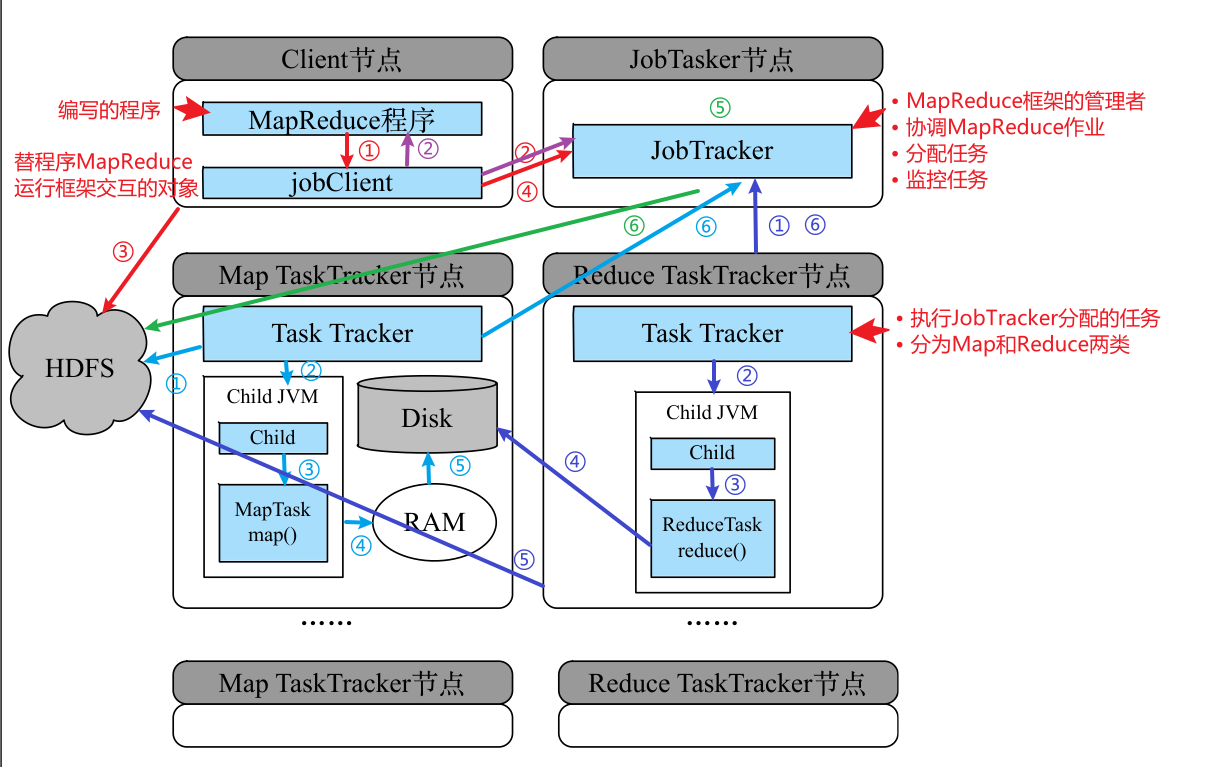 Client节点
编写的程序
MapReduce程序
① ②
替程序MapReduce
运行框架交互的对象
jobClient
②
④
JobTasker节点
⑤
JobTracker
• MapReduce框架的管理者
• 协调MapReduce作业
• 分配任务
• 监控任务
③
⑥ ⑥ ① ⑥
HDFS
Map TaskTracker节点
Task Tracker
①
②
Child JVM
Child
③
MapTask
map()
④
RAM
⑤
Disk
Reduce TaskTracker节点
Task Tracker
• 执行JobTracker分配的任务
• 分为Map和Reduce两类
②
Child JVM
Child
③
ReduceTask
reduce()
④
⑤
...... ......
Map TaskTracker节点
Reduce TaskTracker节点